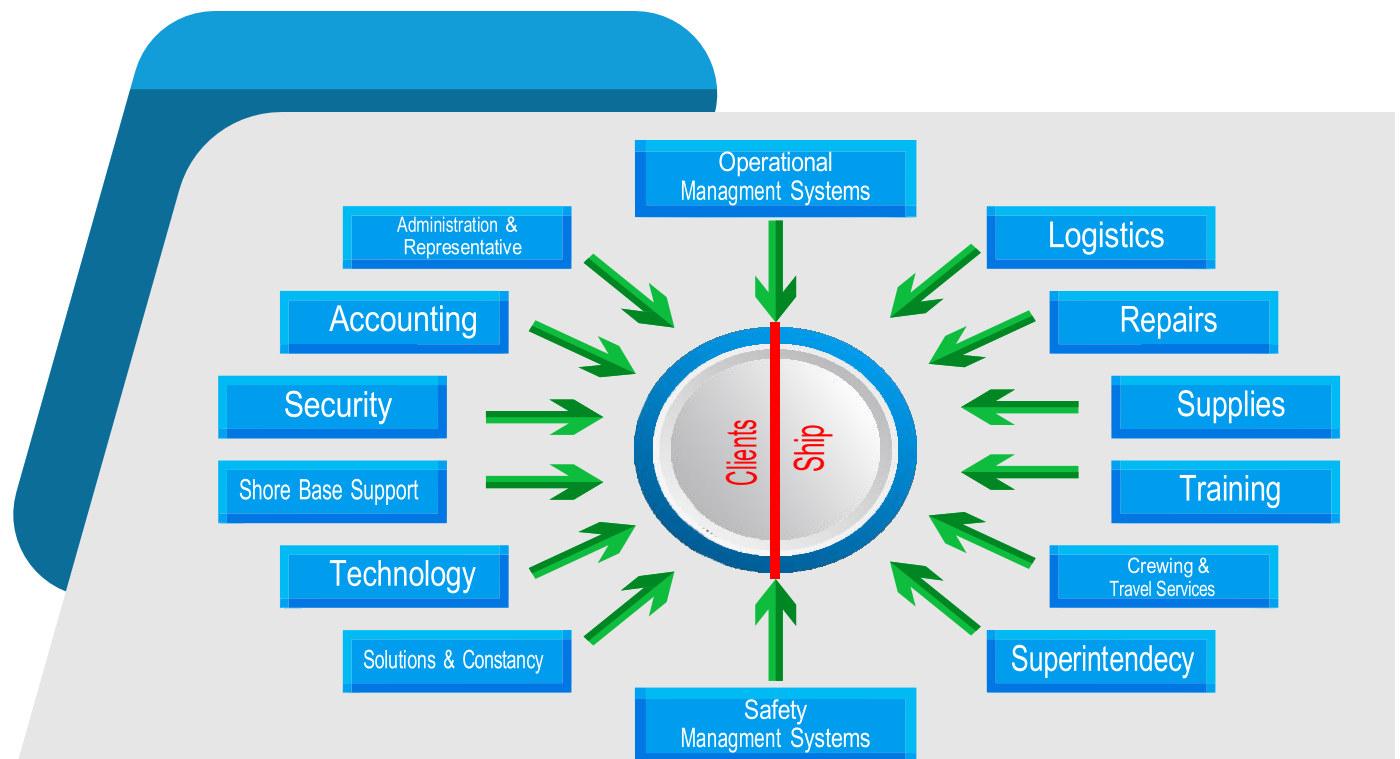 Operational
Managment Systems
Administration &
Representative
Logistics
Accounting
Repairs
Security
Supplies
Clients
Ship
Shore Base Support
Training
Technology
Crewing &
Travel Services
Solutions & Constancy
Superintendecy
Safety
Managment Systems